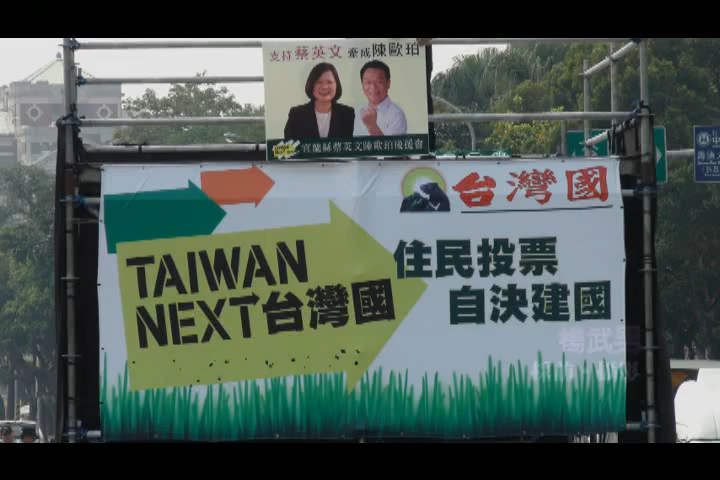 支持蔡英文 牽成陳歐珀
宜蘭縣蔡英文陳歐珀後援會
台灣國
TAIWAN
NEXT台灣國
住民投票
自決建國